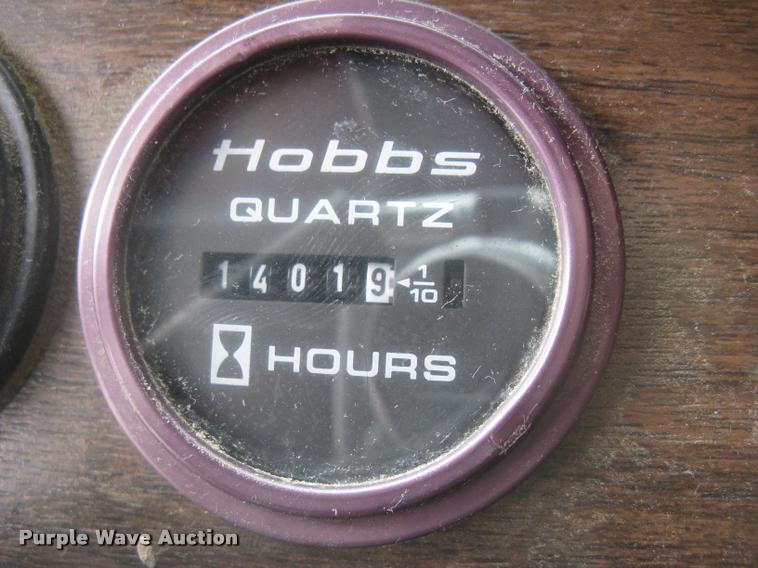 Hobbs
QUARTZ
14019 1/10
HOURS
Purple Wave Auction